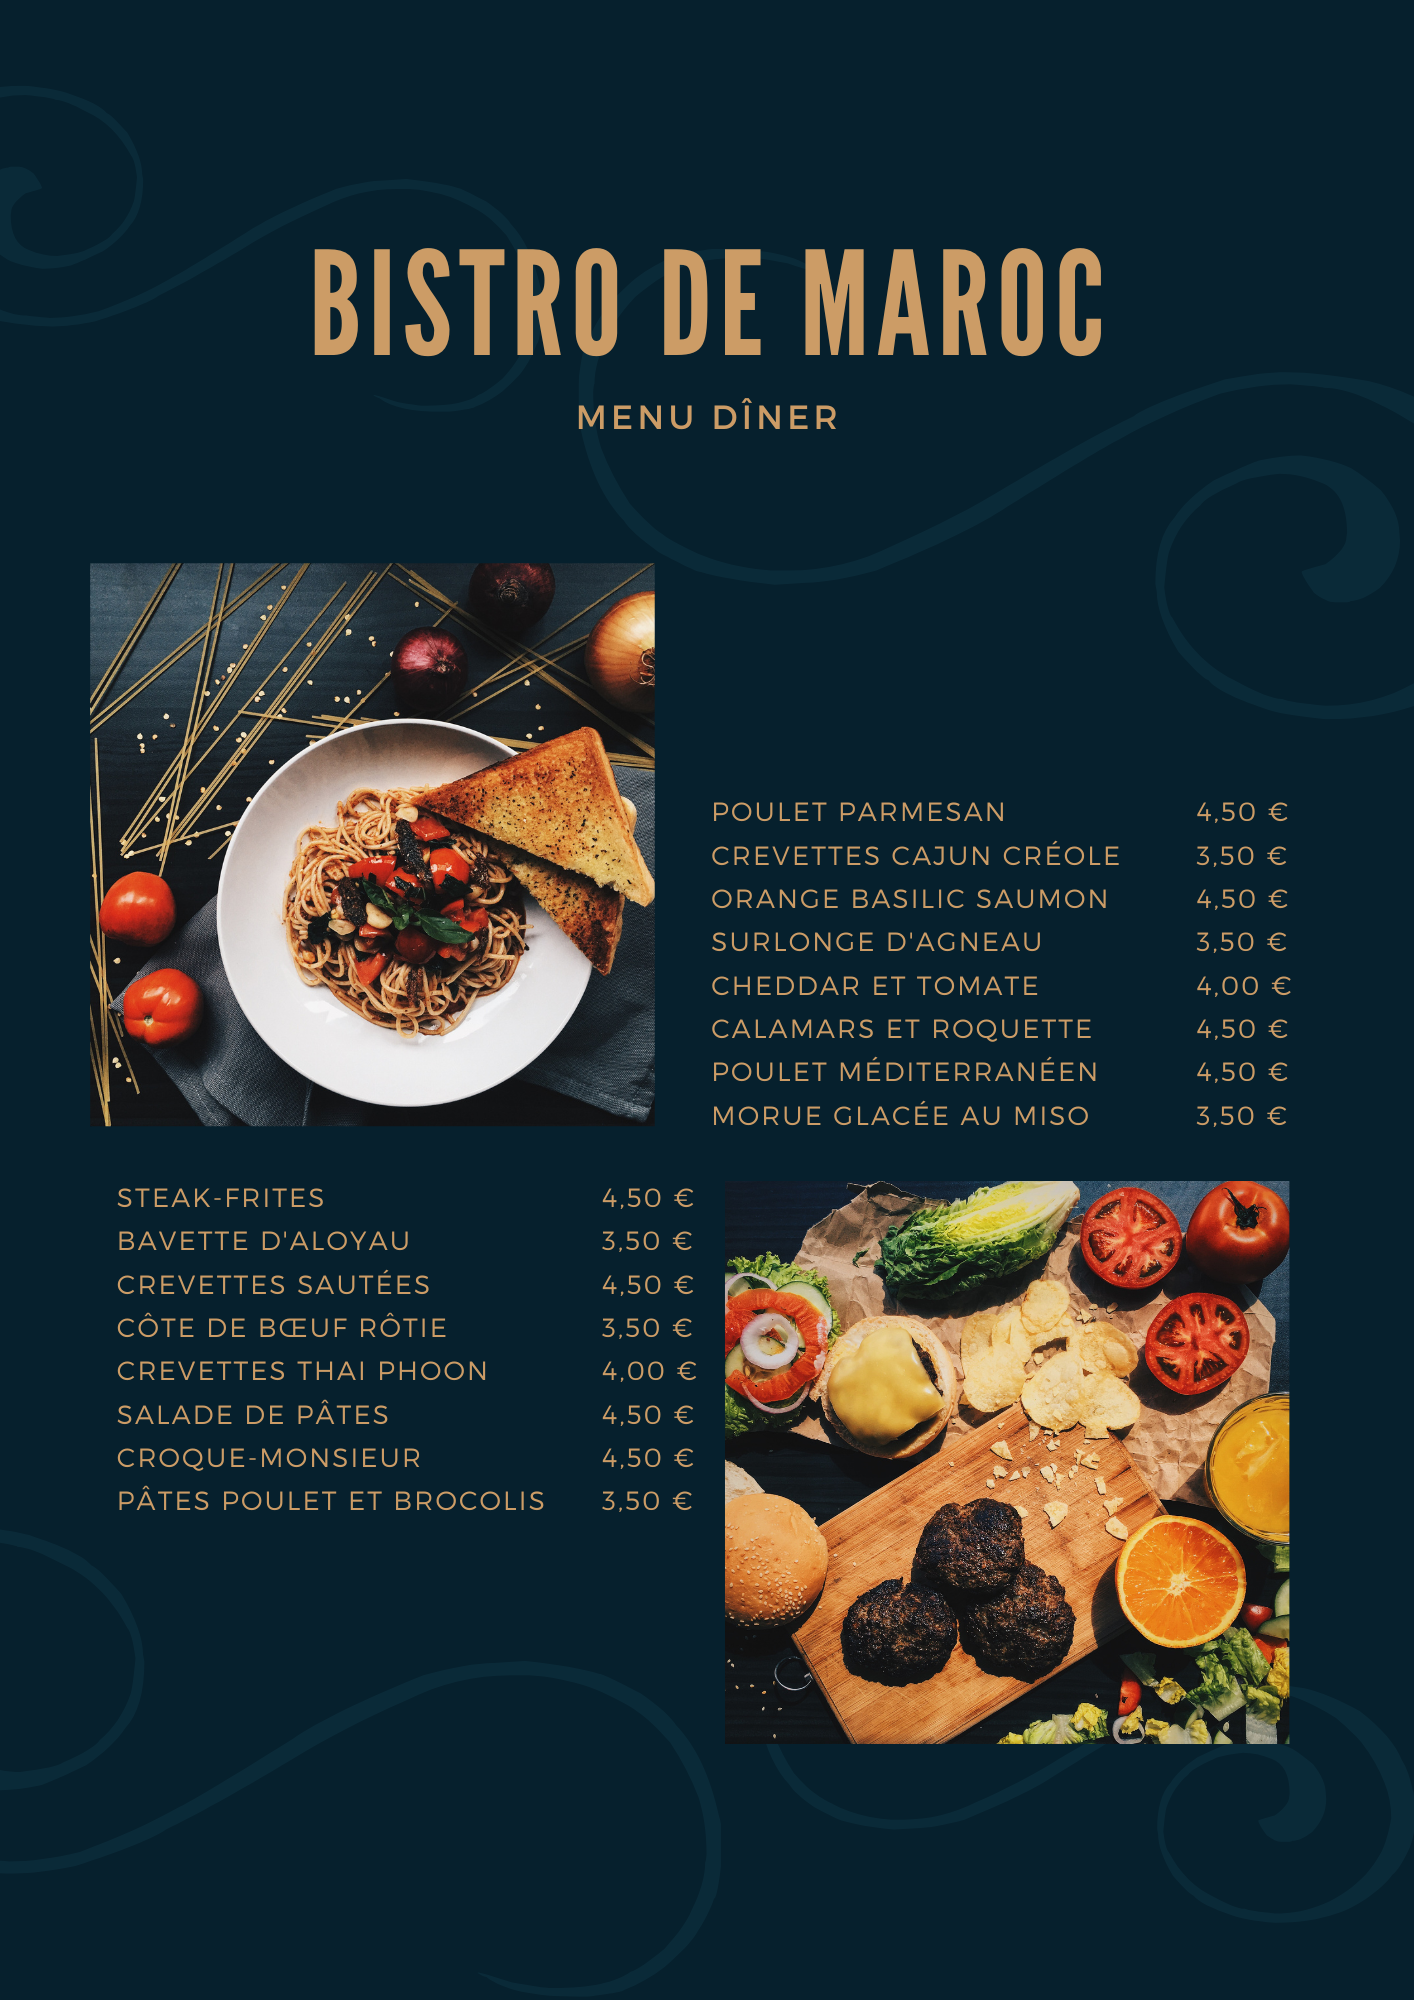 BISTRO DE MAROC
MENU DÎNER
POULET PARMESAN 4,50 €
CREVETTES CAJUN CRÉOLE 3,50 €
ORANGE BASILIC SAUMON 4,50 €
SURLONGE D'AGNEAU 3,50 €
CHEDDAR ET TOMATE 4,00 €
CALAMARS ET ROQUETTE 4,50 €
POULET MÉDITERRANÉEN 4,50 €
MORUE GLACÉE AU MISO 3,50 €
STEAK-FRITES 4,50 €
BAVETTE D'ALOYAU 3,50 €
CREVETTES SAUTÉES 4,50 €
CÔTE DE BŒUF RÔTIE 3,50 €
CREVETTES THAI PHOON 4,00 €
SALADE DE PÂTES 4,50 €
CROQUE-MONSIEUR 4,50 €
PÂTES POULET ET BROCOLIS 3,50 €